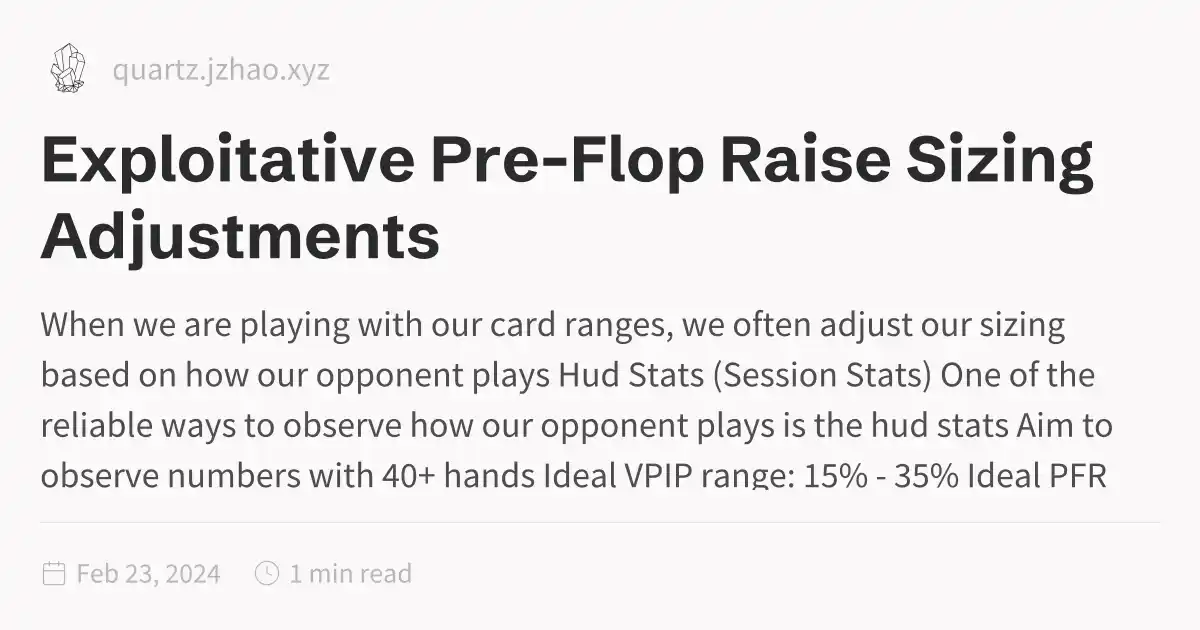 quartz.jzhao.xyz
Exploitative Pre-Flop Raise Sizing
Adjustments
When we are playing with our card ranges, we often adjust our sizing
based on how our opponent plays Hud Stats (Session Stats) One of the
reliable ways to observe how our opponent plays is the hud stats Aim to
observe numbers with 40+ hands Ideal VPIP range: 15% - 35% Ideal PFR
Feb 23, 2024 1 min read